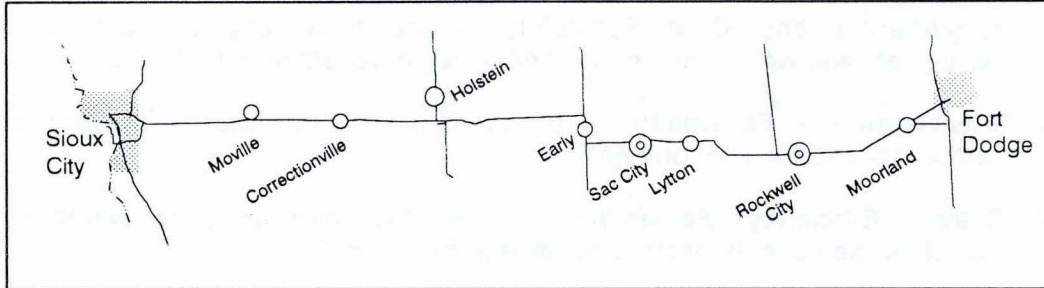 Sioux
City
Moville
Correctionville
Holstein
Early
Sac City
Lytton
Rockwell
City
Moorland
Fort
Dodge